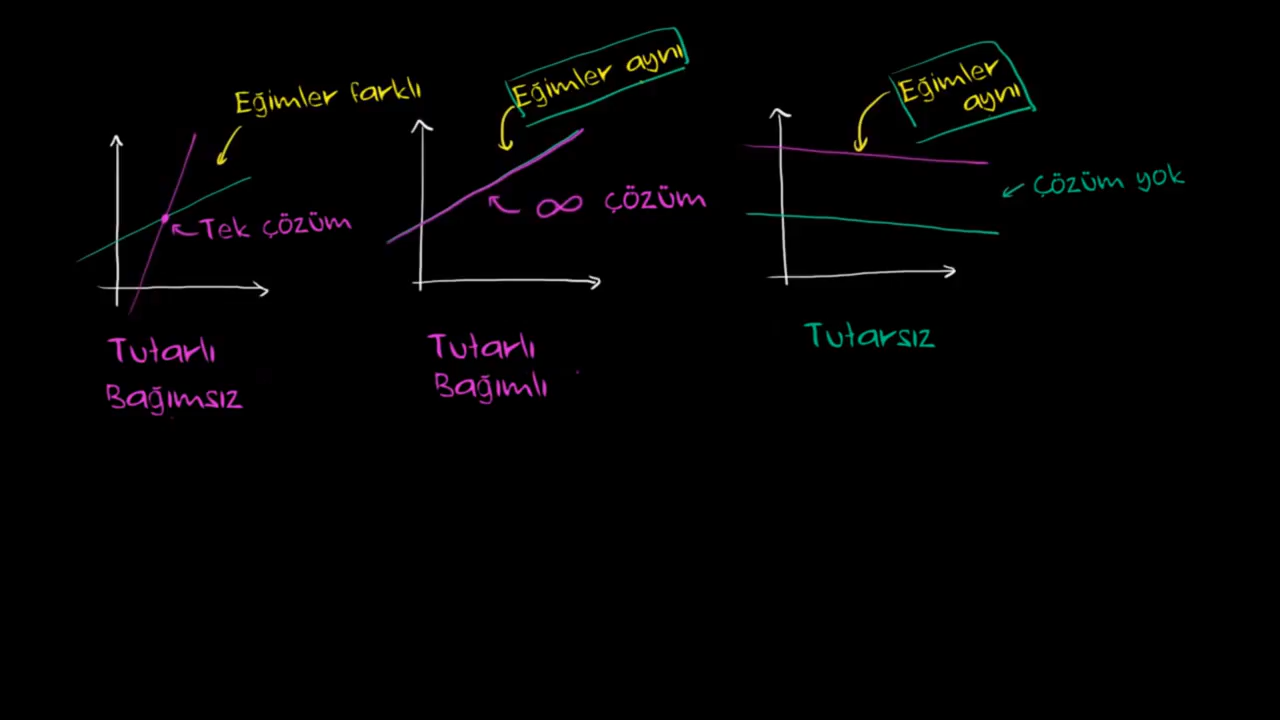 Eğimler farklı
Tek çözüm
Tutarlı
Bağımsız
Eğimler aynı
∞ çözüm
Tutarlı
Bağımlı
Eğimler
aynı
Çözüm yok
Tutarsız